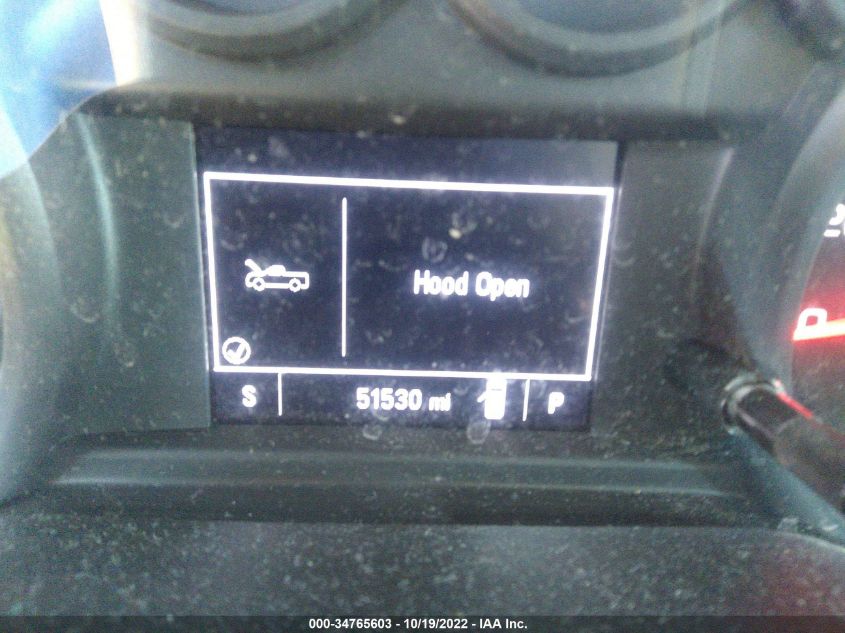 Hood Open
S 51530 mi P
000-34765603 - 10/19/2022 - IAA Inc.